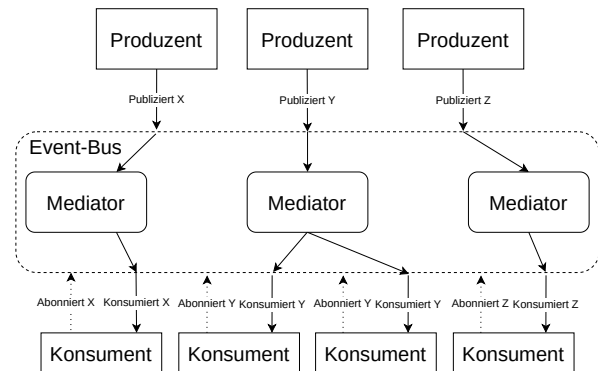 Produzent
Produzent
Produzent
Publiziert X
Publiziert Y
Publiziert Z
Event-Bus
Mediator
Mediator
Mediator
Abonniert X
Konsumiert X
Abonniert Y
Konsumiert Y
Abonniert Y
Konsumiert Y
Abonniert Z
Konsumiert Z
Konsument
Konsument
Konsument
Konsument